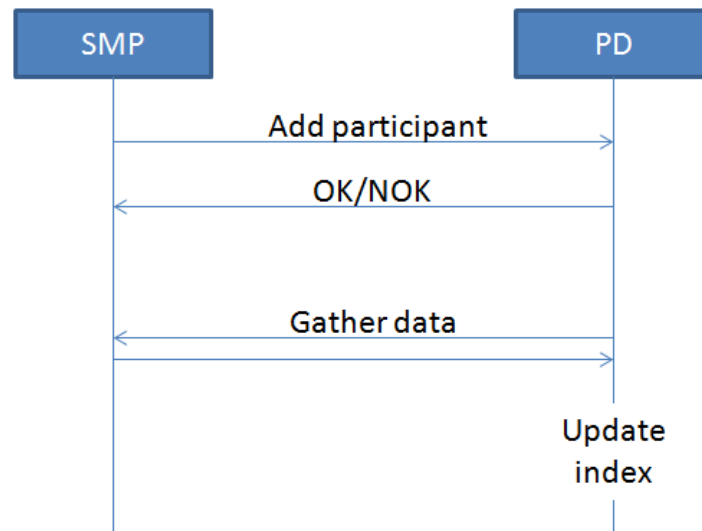 SMP
PD
Add participant
OK/NOK
Gather data
Update
index